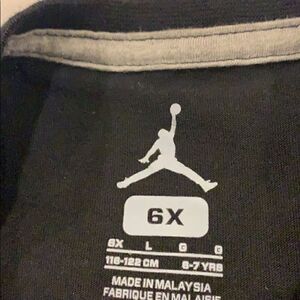 6X
6X L G G
116-122 CM 6-7 YRS
MADE IN MALAYSIA
FABRIQUE EN MALAISIE